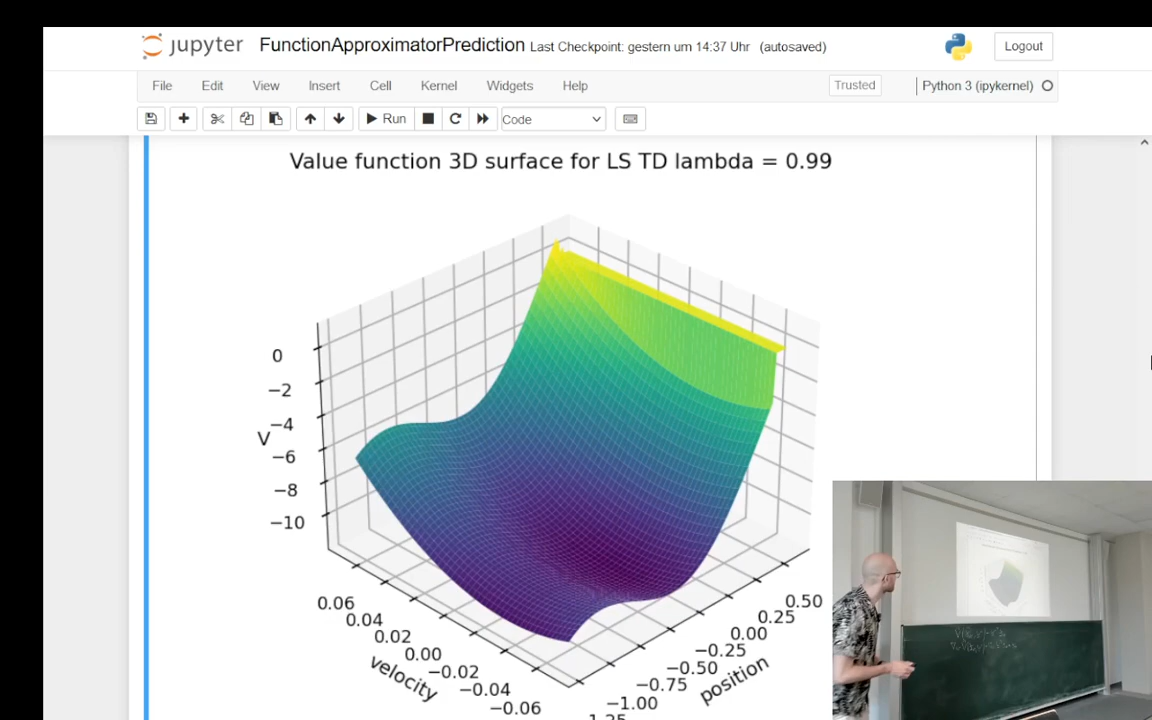 jupyter FunctionApproximatorPrediction Last Checkpoint: gestern um 14:37 Uhr (autosaved) Logout
File Edit View Insert Cell Kernel Widgets Help Trusted Python 3 (ipykernel)
Run Code
Value function 3D surface for LS TD lambda = 0.99
0
−2
−4
V
−6
−8
−10
0.06
0.04
0.02
0.00
−0.02
−0.04
−0.06
velocity
0.50
0.25
0.00
−0.25
−0.50
−0.75
−1.00
position